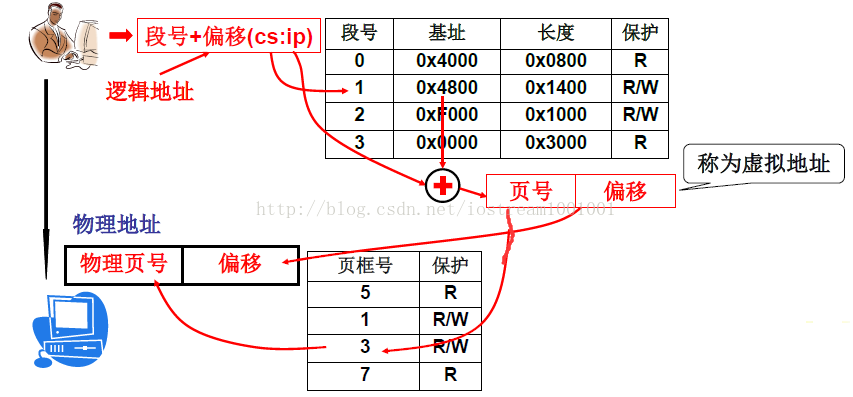 段号+偏移(cs:ip)
逻辑地址
段号 基址 长度 保护
0 0x4000 0x0800 R
1 0x4800 0x1400 R/W
2 0xF000 0x1000 R/W
3 0x0000 0x3000 R
称为虚拟地址
页号 偏移
http://blog.csdn.net/iostream1001001
物理地址
物理页号 偏移
页框号 保护
5 R
1 R/W
3 R/W
7 R